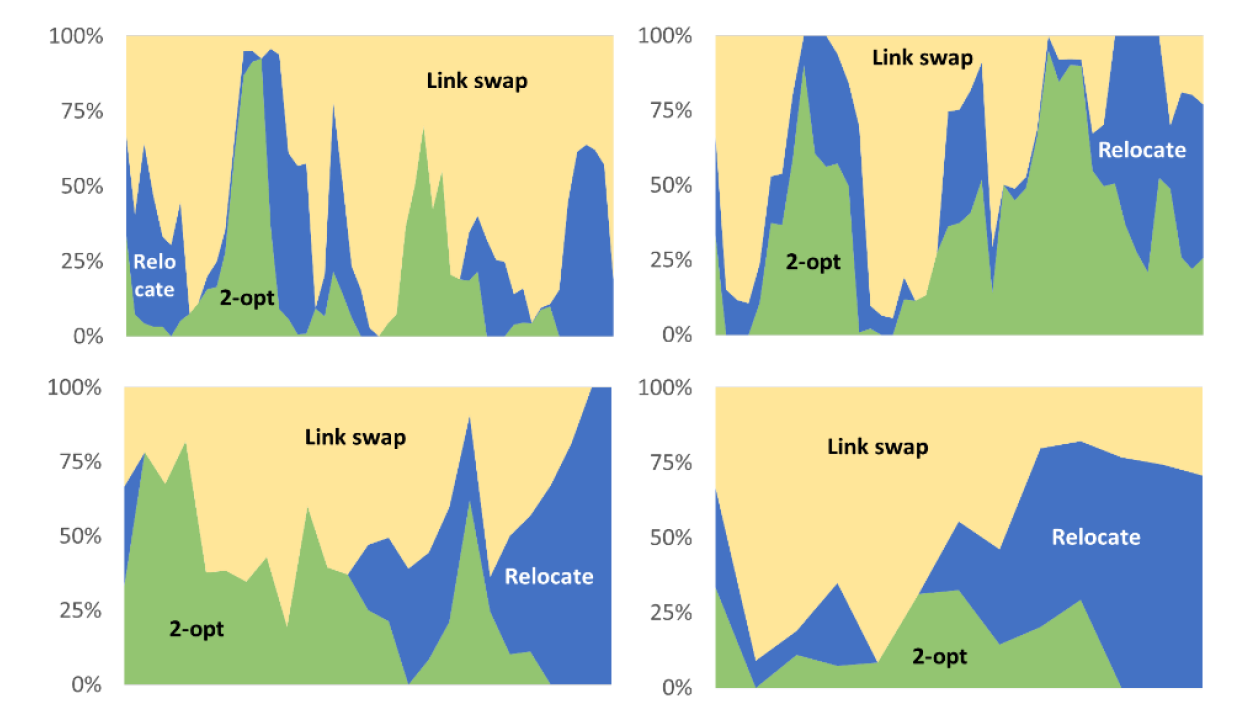 100%
75%
50%
25%
0%
Link swap
Relo
cate
2-opt
100%
75%
50%
25%
0%
Link swap
Relocate
2-opt
100%
75%
50%
25%
0%
Link swap
Relocate
2-opt
100%
75%
50%
25%
0%
Link swap
Relocate
2-opt